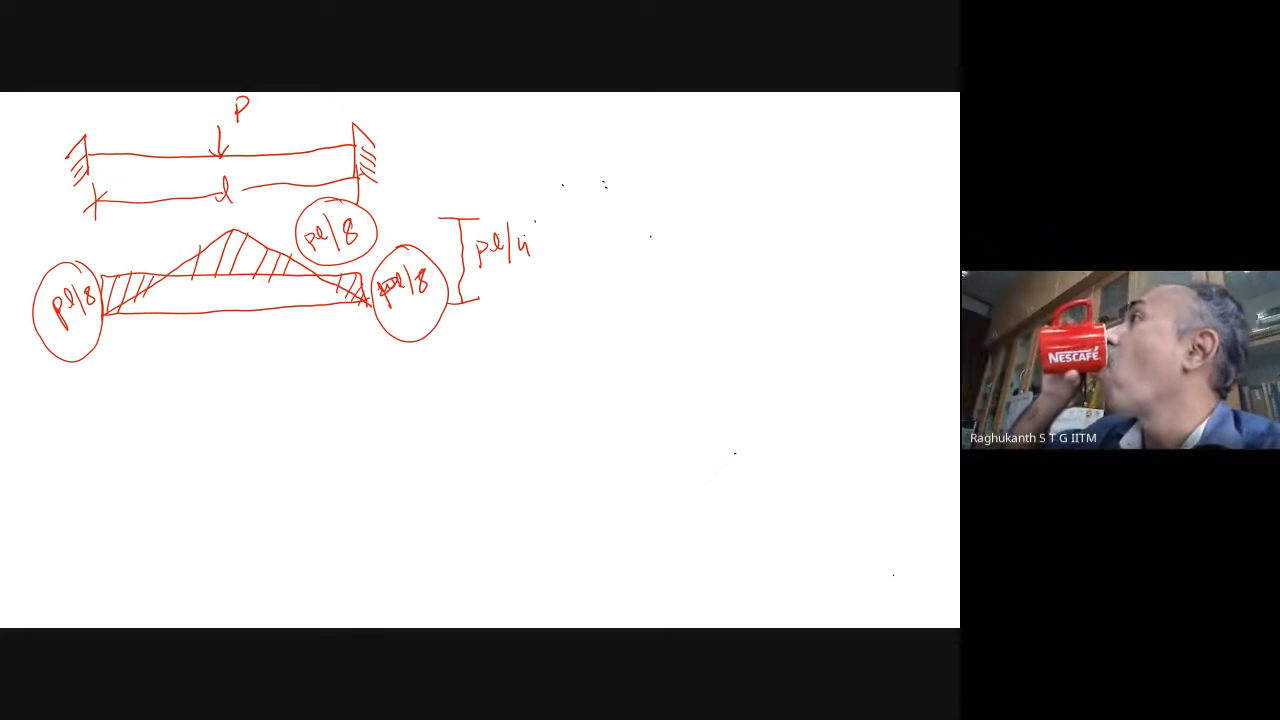 P
l
pl/8
pl/8
pl/8
pl/4
NESCAFÉ
Raghukanth S T G IITM